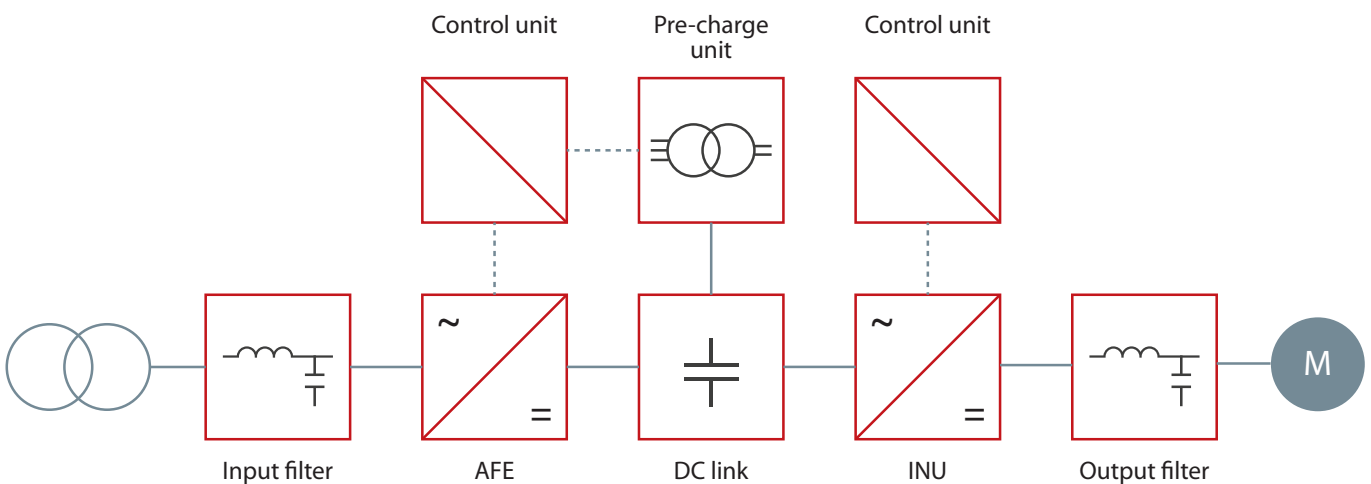 Control unit
Pre-charge
unit
Control unit
~
=
~
=
M
Input filter
AFE
DC link
INU
Output filter